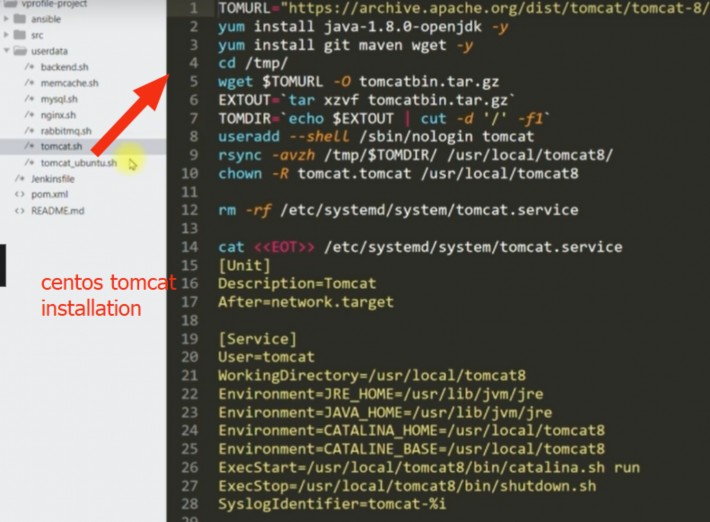 vprofile-project
ansible
src
userdata
/* backend.sh
/* memcache.sh
/* mysql.sh
/* nginx.sh
/* rabbitmq.sh
/* tomcat.sh
/* tomcat_ubuntu.sh
/* Jenkinsfile
<> pom.xml
<> README.md
centos tomcat
installation
1 TOMURL="https://archive.apache.org/dist/tomcat/tomcat-8/
2 yum install java-1.8.0-openjdk -y
3 yum install git maven wget -y
4 cd /tmp/
5 wget $TOMURL -O tomcatbin.tar.gz
6 EXTOUT=`tar xzvf tomcatbin.tar.gz`
7 TOMDIR=`echo $EXTOUT | cut -d '/' -f1`
8 useradd --shell /sbin/nologin tomcat
9 rsync -avzh /tmp/$TOMDIR/ /usr/local/tomcat8/
10 chown -R tomcat.tomcat /usr/local/tomcat8
11
12 rm -rf /etc/systemd/system/tomcat.service
13
14 cat <<EOT>> /etc/systemd/system/tomcat.service
15 [Unit]
16 Description=Tomcat
17 After=network.target
18
19 [Service]
20 User=tomcat
21 WorkingDirectory=/usr/local/tomcat8
22 Environment=JRE_HOME=/usr/lib/jvm/jre
23 Environment=JAVA_HOME=/usr/lib/jvm/jre
24 Environment=CATALINA_HOME=/usr/local/tomcat8
25 Environment=CATALINE_BASE=/usr/local/tomcat8
26 ExecStart=/usr/local/tomcat8/bin/catalina.sh run
27 ExecStop=/usr/local/tomcat8/bin/shutdown.sh
28 SyslogIdentifier=tomcat-%i